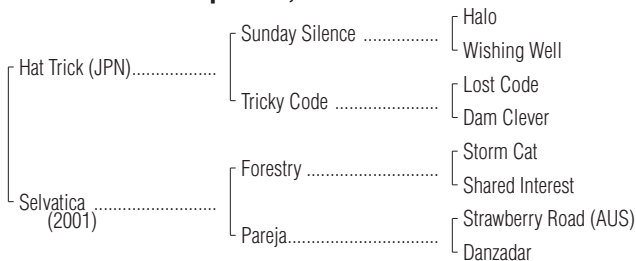 Halo
Sunday Silence ................
Wishing Well
Hat Trick (JPN)..................
Lost Code
Tricky Code ......................
Dam Clever
Storm Cat
Forestry ............................
Shared Interest
Selvatica .........................
(2001)
Strawberry Road (AUS)
Pareja................................
Danzadar